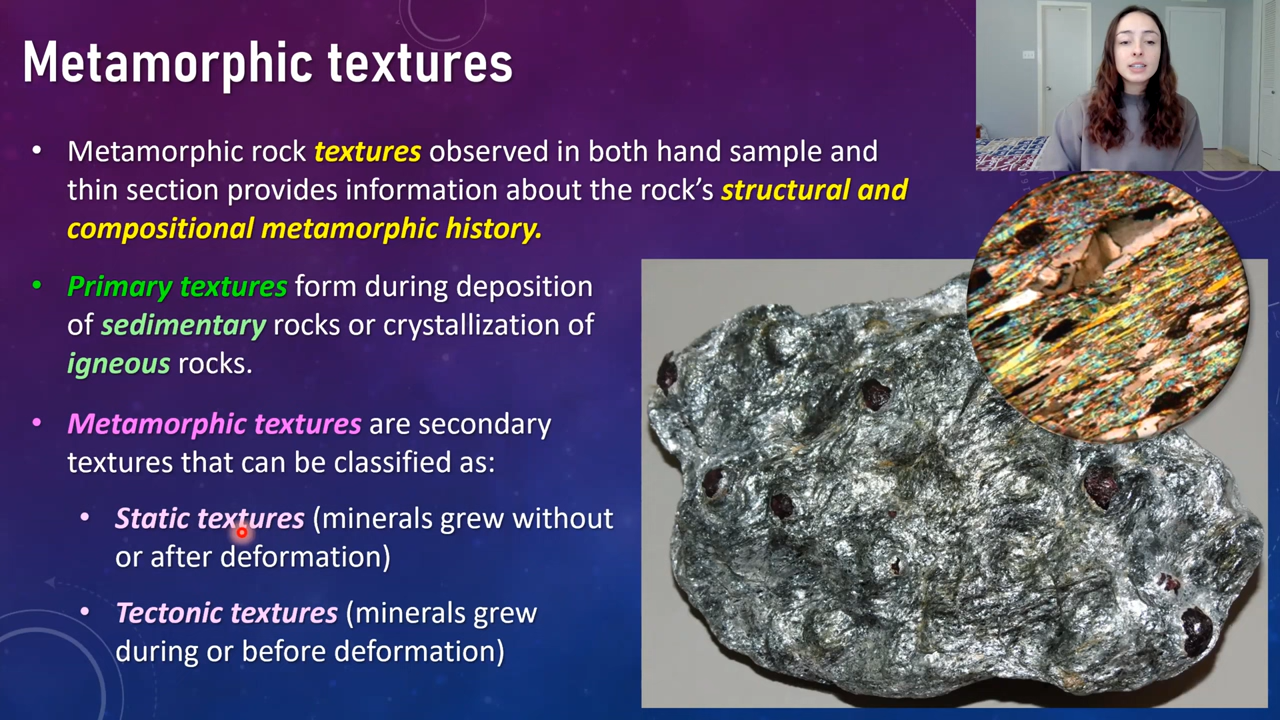 Metamorphic textures
• Metamorphic rock textures observed in both hand sample and
thin section provides information about the rock's structural and
compositional metamorphic history.
• Primary textures form during deposition
of sedimentary rocks or crystallization of
igneous rocks.
• Metamorphic textures are secondary
textures that can be classified as:
• Static textures (minerals grew without
or after deformation)
• Tectonic textures (minerals grew
during or before deformation)